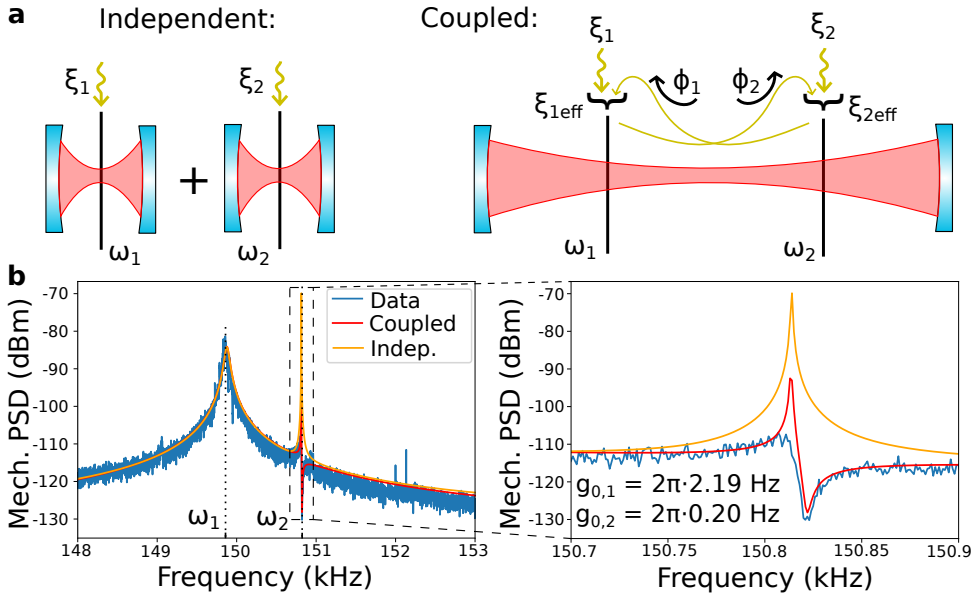 a
Independent:
Coupled:
ξ1
ξ2
ω1
+
ω2
ξ1
ξ2
ϕ1
ϕ2
ξ1eff
ξ2eff
ω1
ω2
b
Mech. PSD (dBm)
-70
-80
-90
-100
-110
-120
-130
Data
Coupled
Indep.
ω1
ω2
148
149
150
151
152
153
Frequency (kHz)
Mech. PSD (dBm)
-70
-80
-90
-100
-110
-120
-130
g0,1 = 2π·2.19 Hz
g0,2 = 2π·0.20 Hz
150.7
150.75
150.8
150.85
150.9
Frequency (kHz)